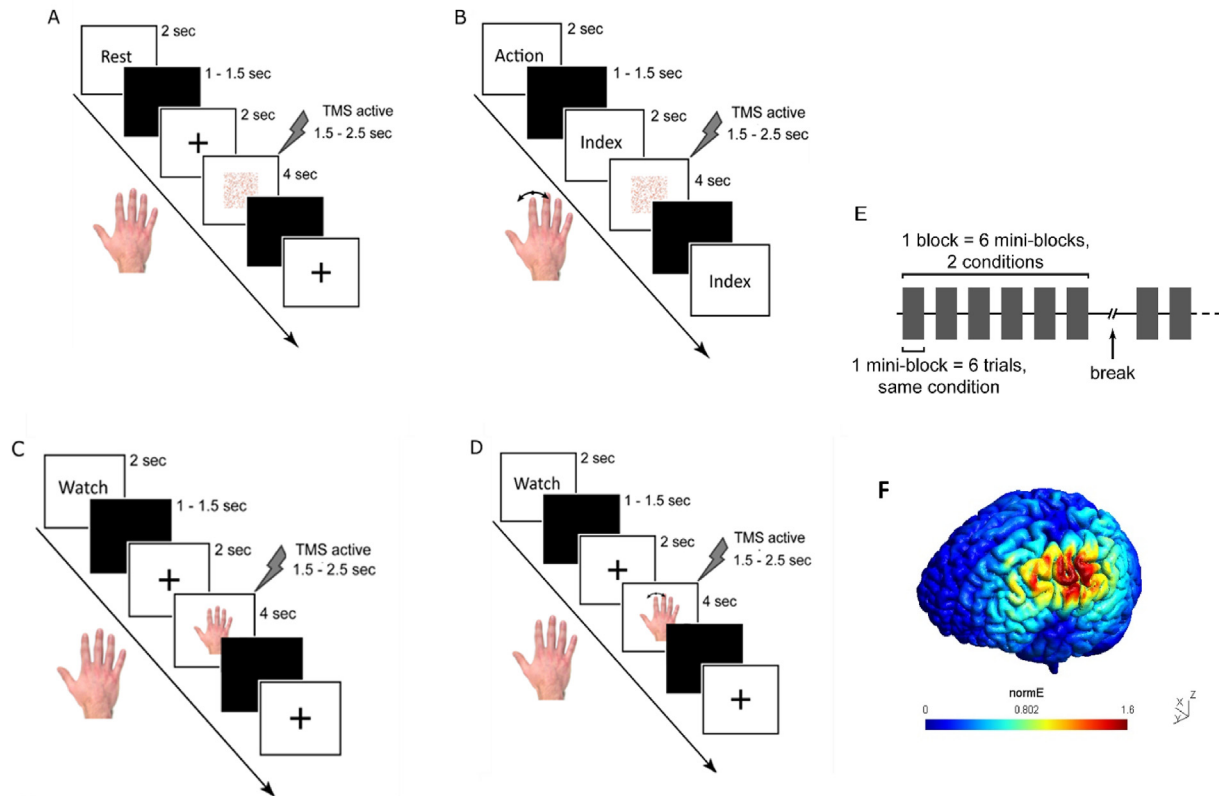 A
Rest
2 sec
1 - 1.5 sec
2 sec
TMS active
1.5 - 2.5 sec
4 sec
B
Action
2 sec
1 - 1.5 sec
Index
2 sec
TMS active
1.5 - 2.5 sec
4 sec
Index
E
1 block = 6 mini-blocks,
2 conditions
1 mini-block = 6 trials,
same condition
break
C
Watch
2 sec
1 - 1.5 sec
2 sec
TMS active
1.5 - 2.5 sec
4 sec
D
Watch
2 sec
1 - 1.5 sec
2 sec
TMS active
1.5 - 2.5 sec
4 sec
F
normE
0 0.802 1.6
X
Y
Z